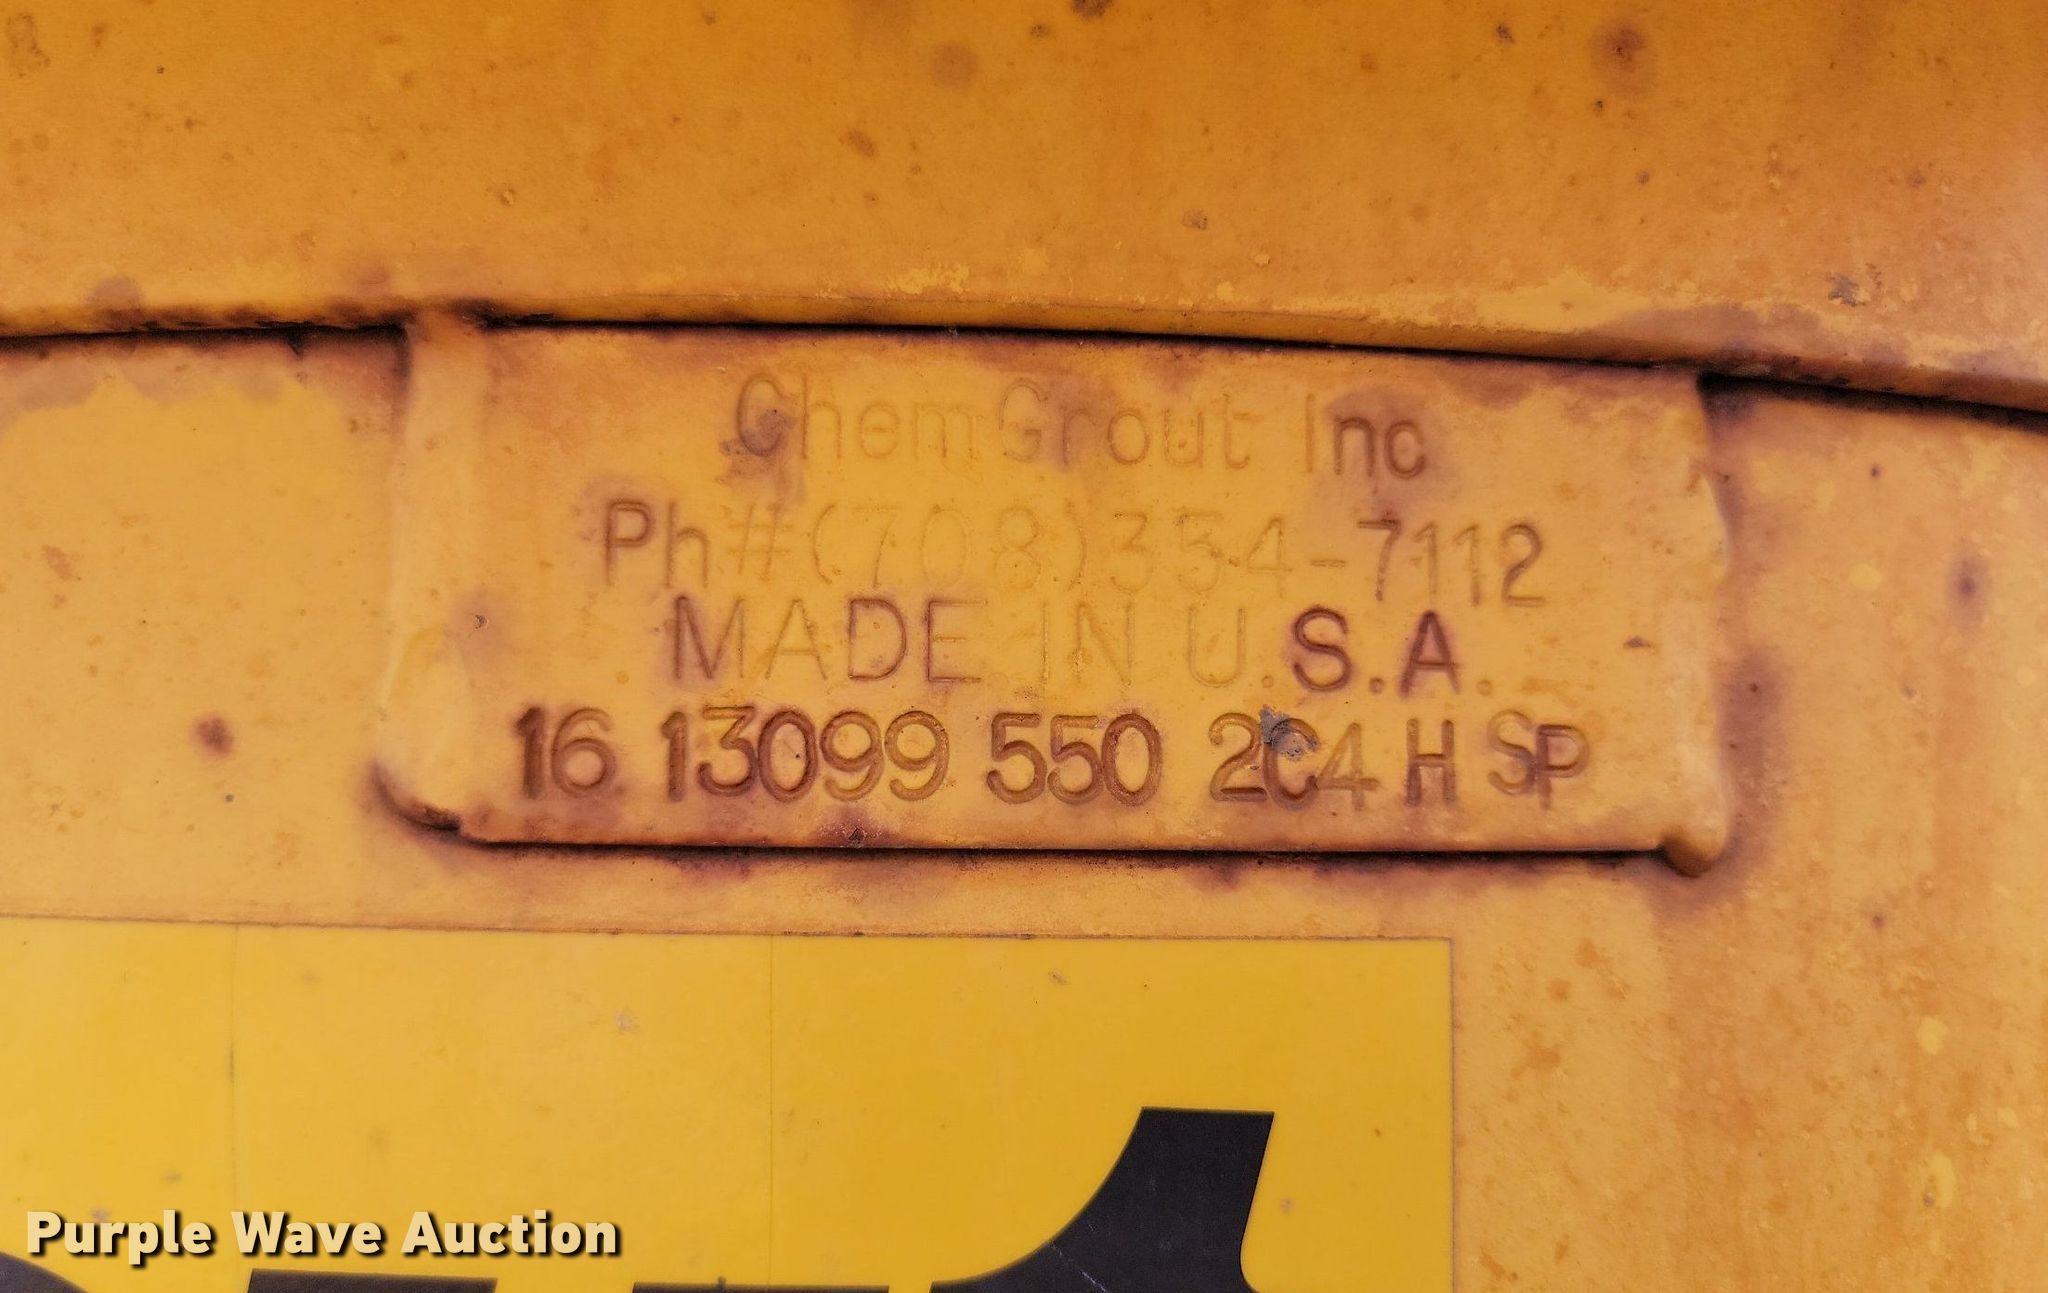 ChemGrout Inc
Ph#(708)354-7112
MADE IN U.S.A.
16 13099 550 2C4 H SP
Purple Wave Auction